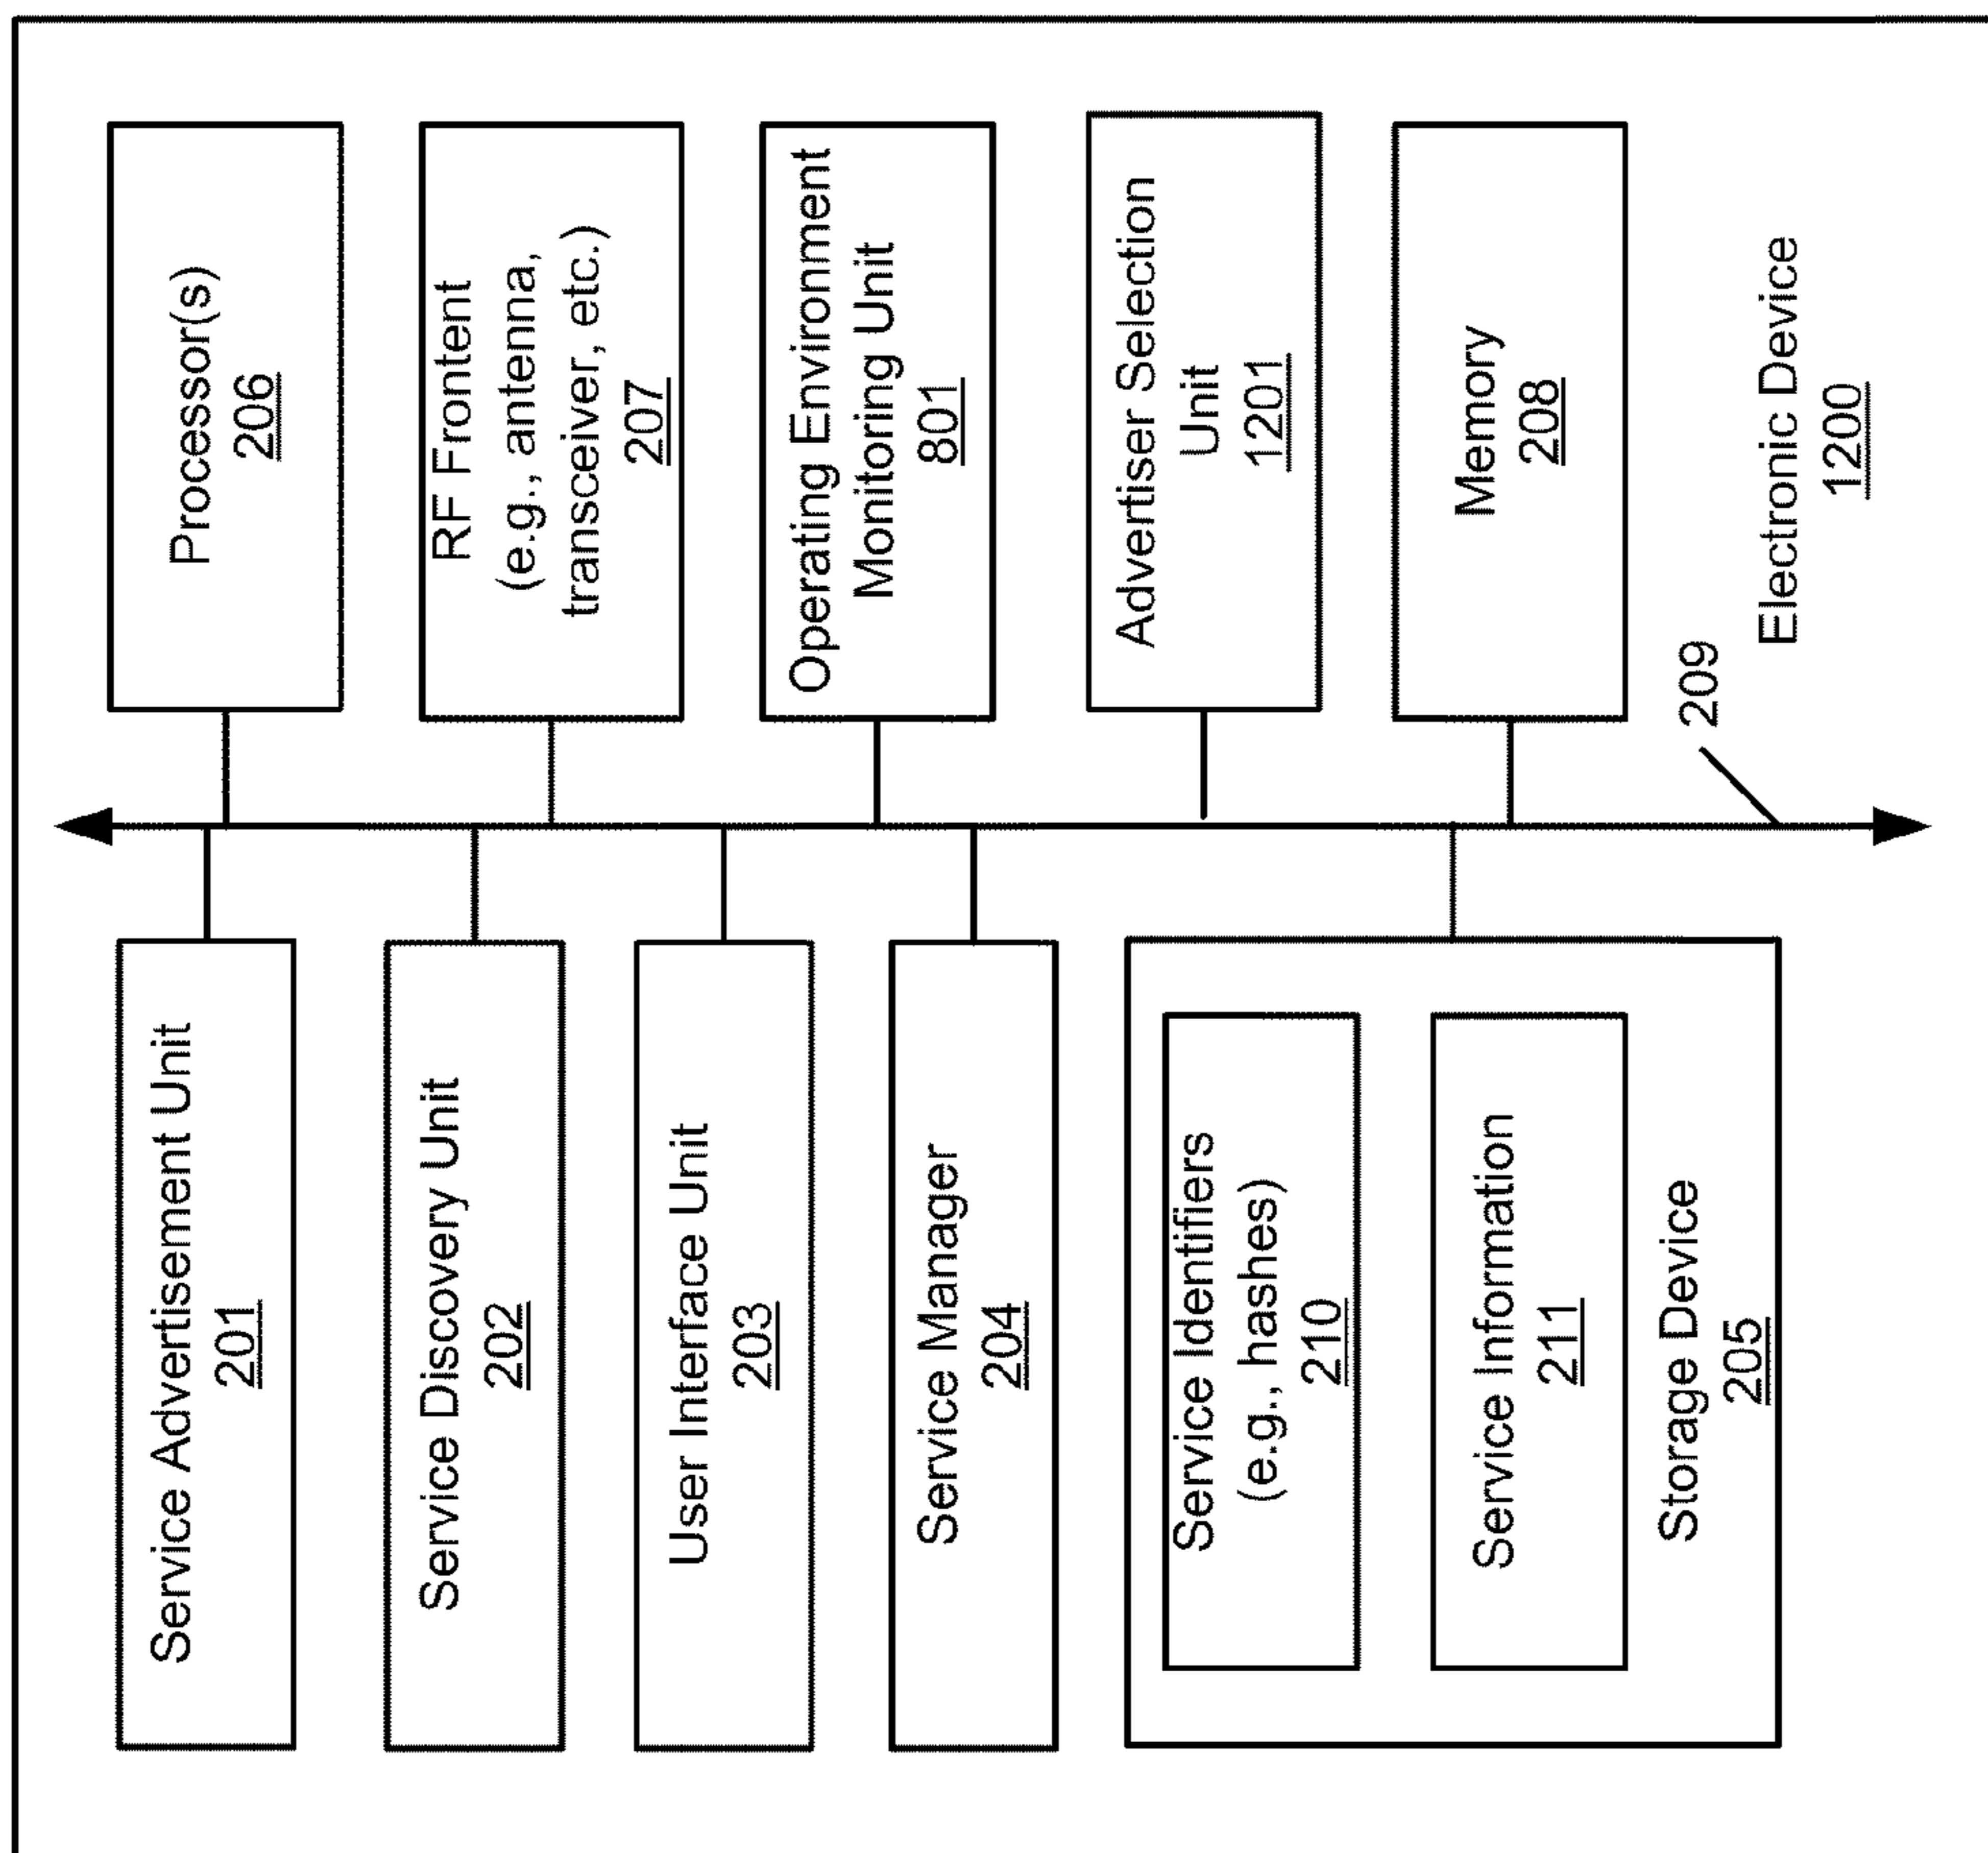 Service Advertisement Unit
201
Service Discovery Unit
202
User Interface Unit
203
Service Manager
204
Service Identifiers
(e.g., hashes)
210
Service Information
211
Storage Device
205
Processor(s)
206
RF Frontent
(e.g., antenna,
transceiver, etc.)
207
Operating Environment
Monitoring Unit
801
Advertiser Selection
Unit
1201
Memory
208
209
Electronic Device
1200